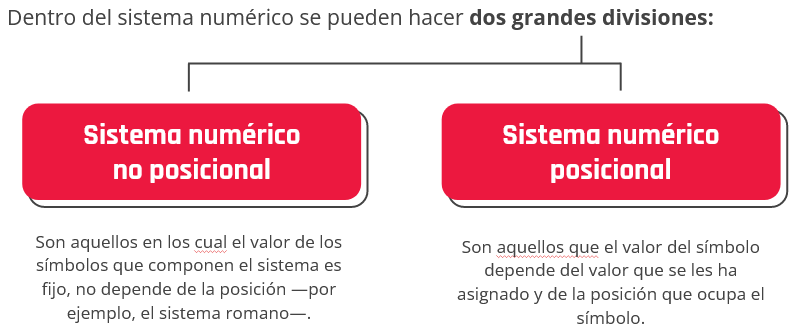 Dentro del sistema numérico se pueden hacer dos grandes divisiones:
Sistema numérico
no posicional
Sistema numérico
posicional
Son aquellos en los cual el valor de los
símbolos que componen el sistema es
fijo, no depende de la posición —por
ejemplo, el sistema romano—.
Son aquellos que el valor del símbolo
depende del valor que se les ha
asignado y de la posición que ocupa el
símbolo.